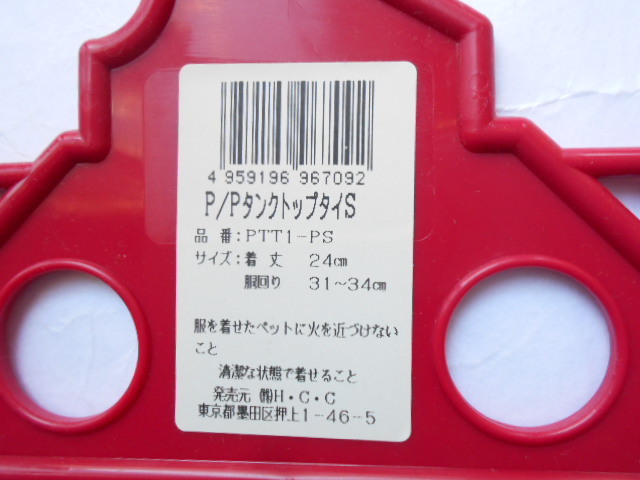 4 959196 967092
P/PタンクトップタイS
品 番:PTT1-PS
サイズ:着 丈 24cm
胴回り 31~34cm
服を着せたペットに火を近づけない
こと
清潔な状態で着せること
発売元 ㈱H・C・C
東京都墨田区押上1-46-5